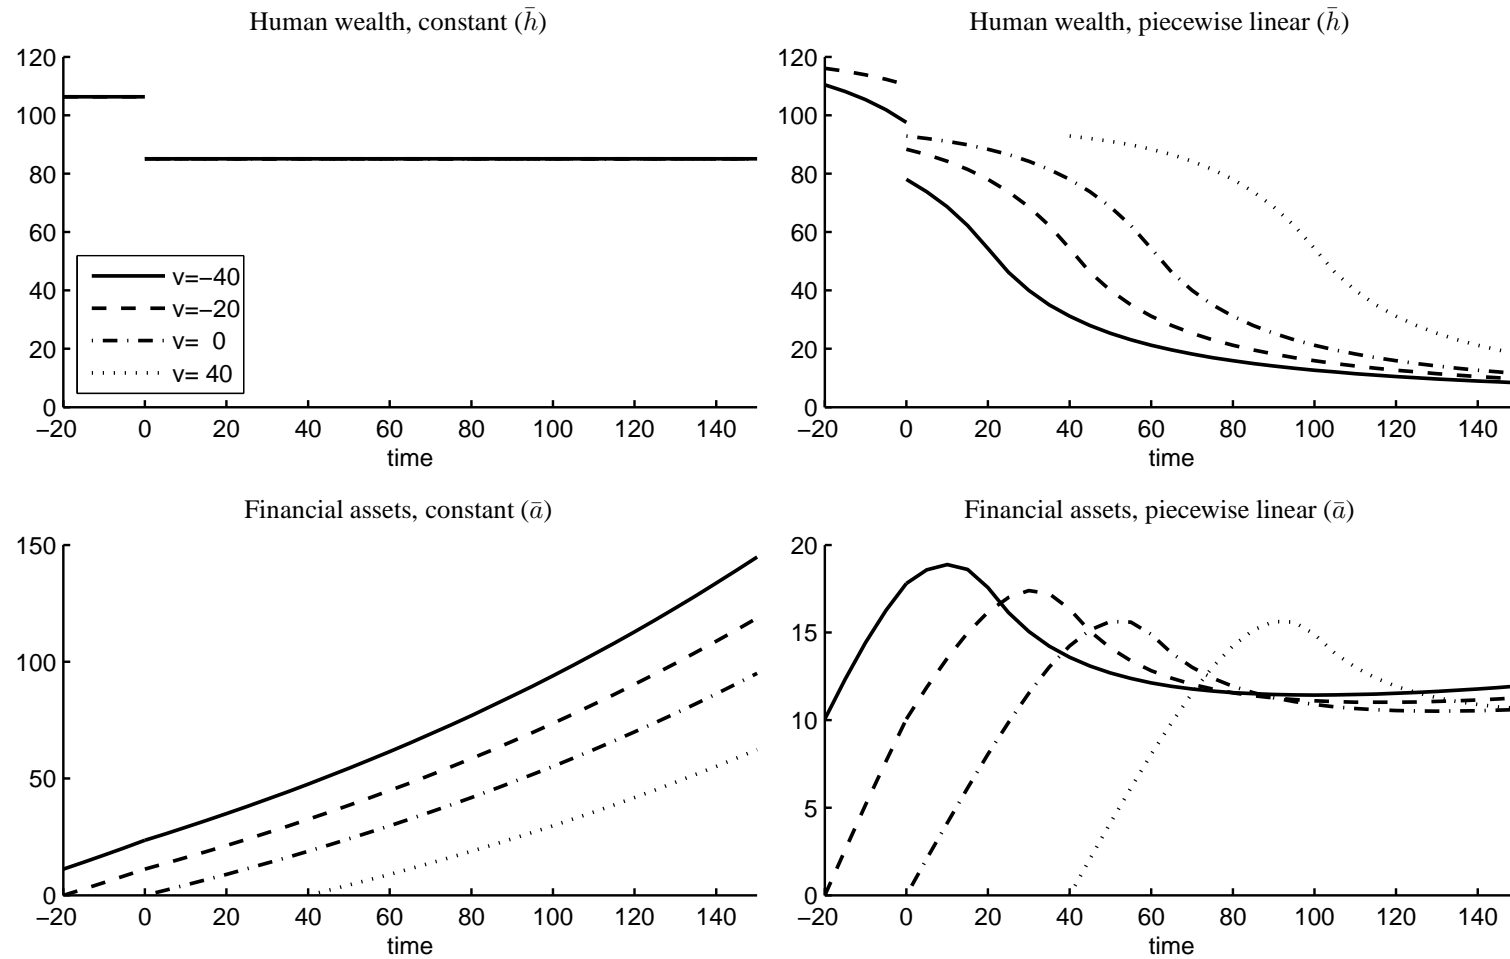 Human wealth, constant (h̄)
120
100
80
60
40
20
0
v=−40
v=−20
v= 0
v= 40
−20 0 20 40 60 80 100 120 140
time
Human wealth, piecewise linear (h̄)
120
100
80
60
40
20
0
−20 0 20 40 60 80 100 120 140
time
Financial assets, constant (ā)
150
100
50
0
−20 0 20 40 60 80 100 120 140
time
Financial assets, piecewise linear (ā)
20
15
10
5
0
−20 0 20 40 60 80 100 120 140
time